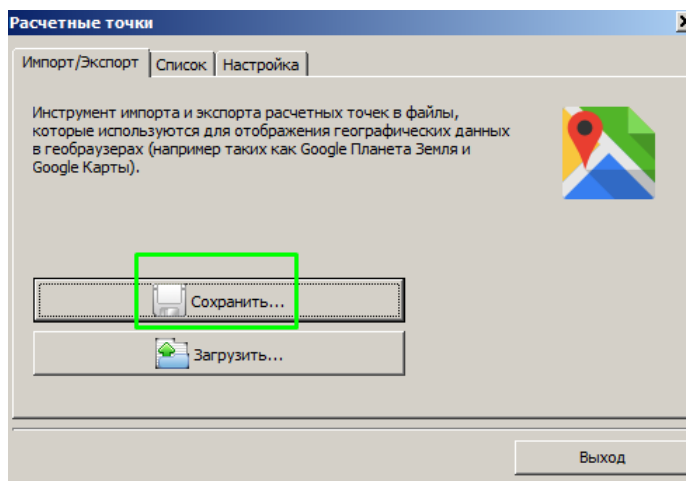 Расчетные точки
Импорт/Экспорт Список Настройка
Инструмент импорта и экспорта расчетных точек в файлы,
которые используются для отображения географических данных
в геобраузерах (например таких как Google Планета Земля и
Google Карты).
Сохранить...
Загрузить...
Выход